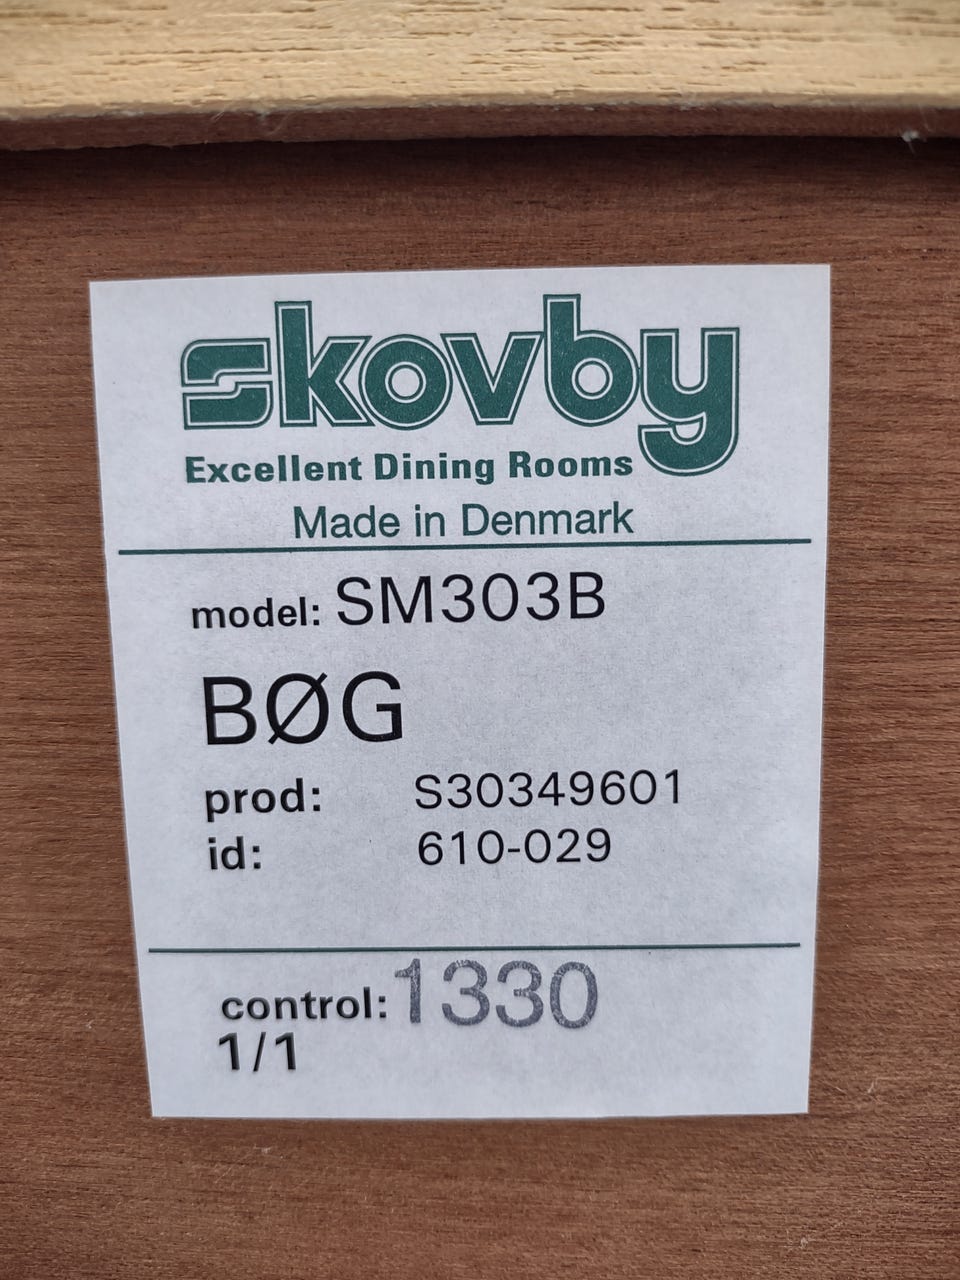 skovby
Excellent Dining Rooms
Made in Denmark
model: SM303B
BØG
prod: S30349601
id: 610-029
control: 1330
1/1